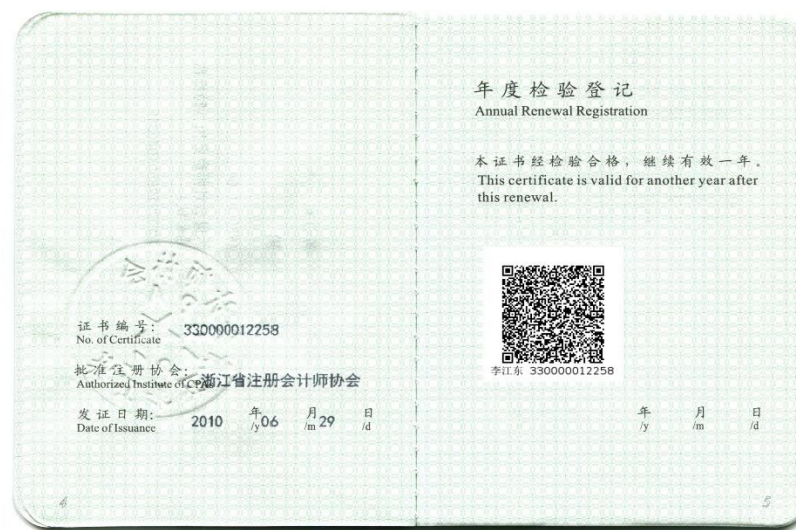 证书编号: 330000012258
No. of Certificate
批准注册协会: 浙江省注册会计师协会
Authorized Institute of CPAs
发证日期: 2010 年 06 月 29 日
Date of Issuance /y /m /d
4
年度检验登记
Annual Renewal Registration
本证书经检验合格，继续有效一年。
This certificate is valid for another year after
this renewal.
李江东 330000012258
年 月 日
/y /m /d
5